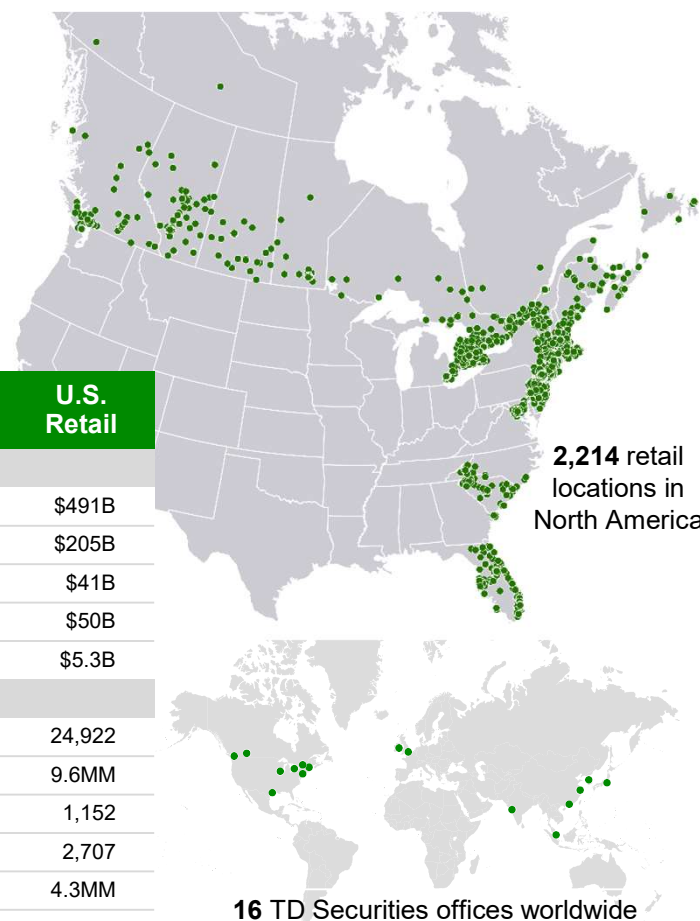 U.S.
Retail
$491B
$205B
$41B
$50B
$5.3B
24,922
9.6MM
1,152
2,707
4.3MM
2,214 retail
locations in
North America
16 TD Securities offices worldwide